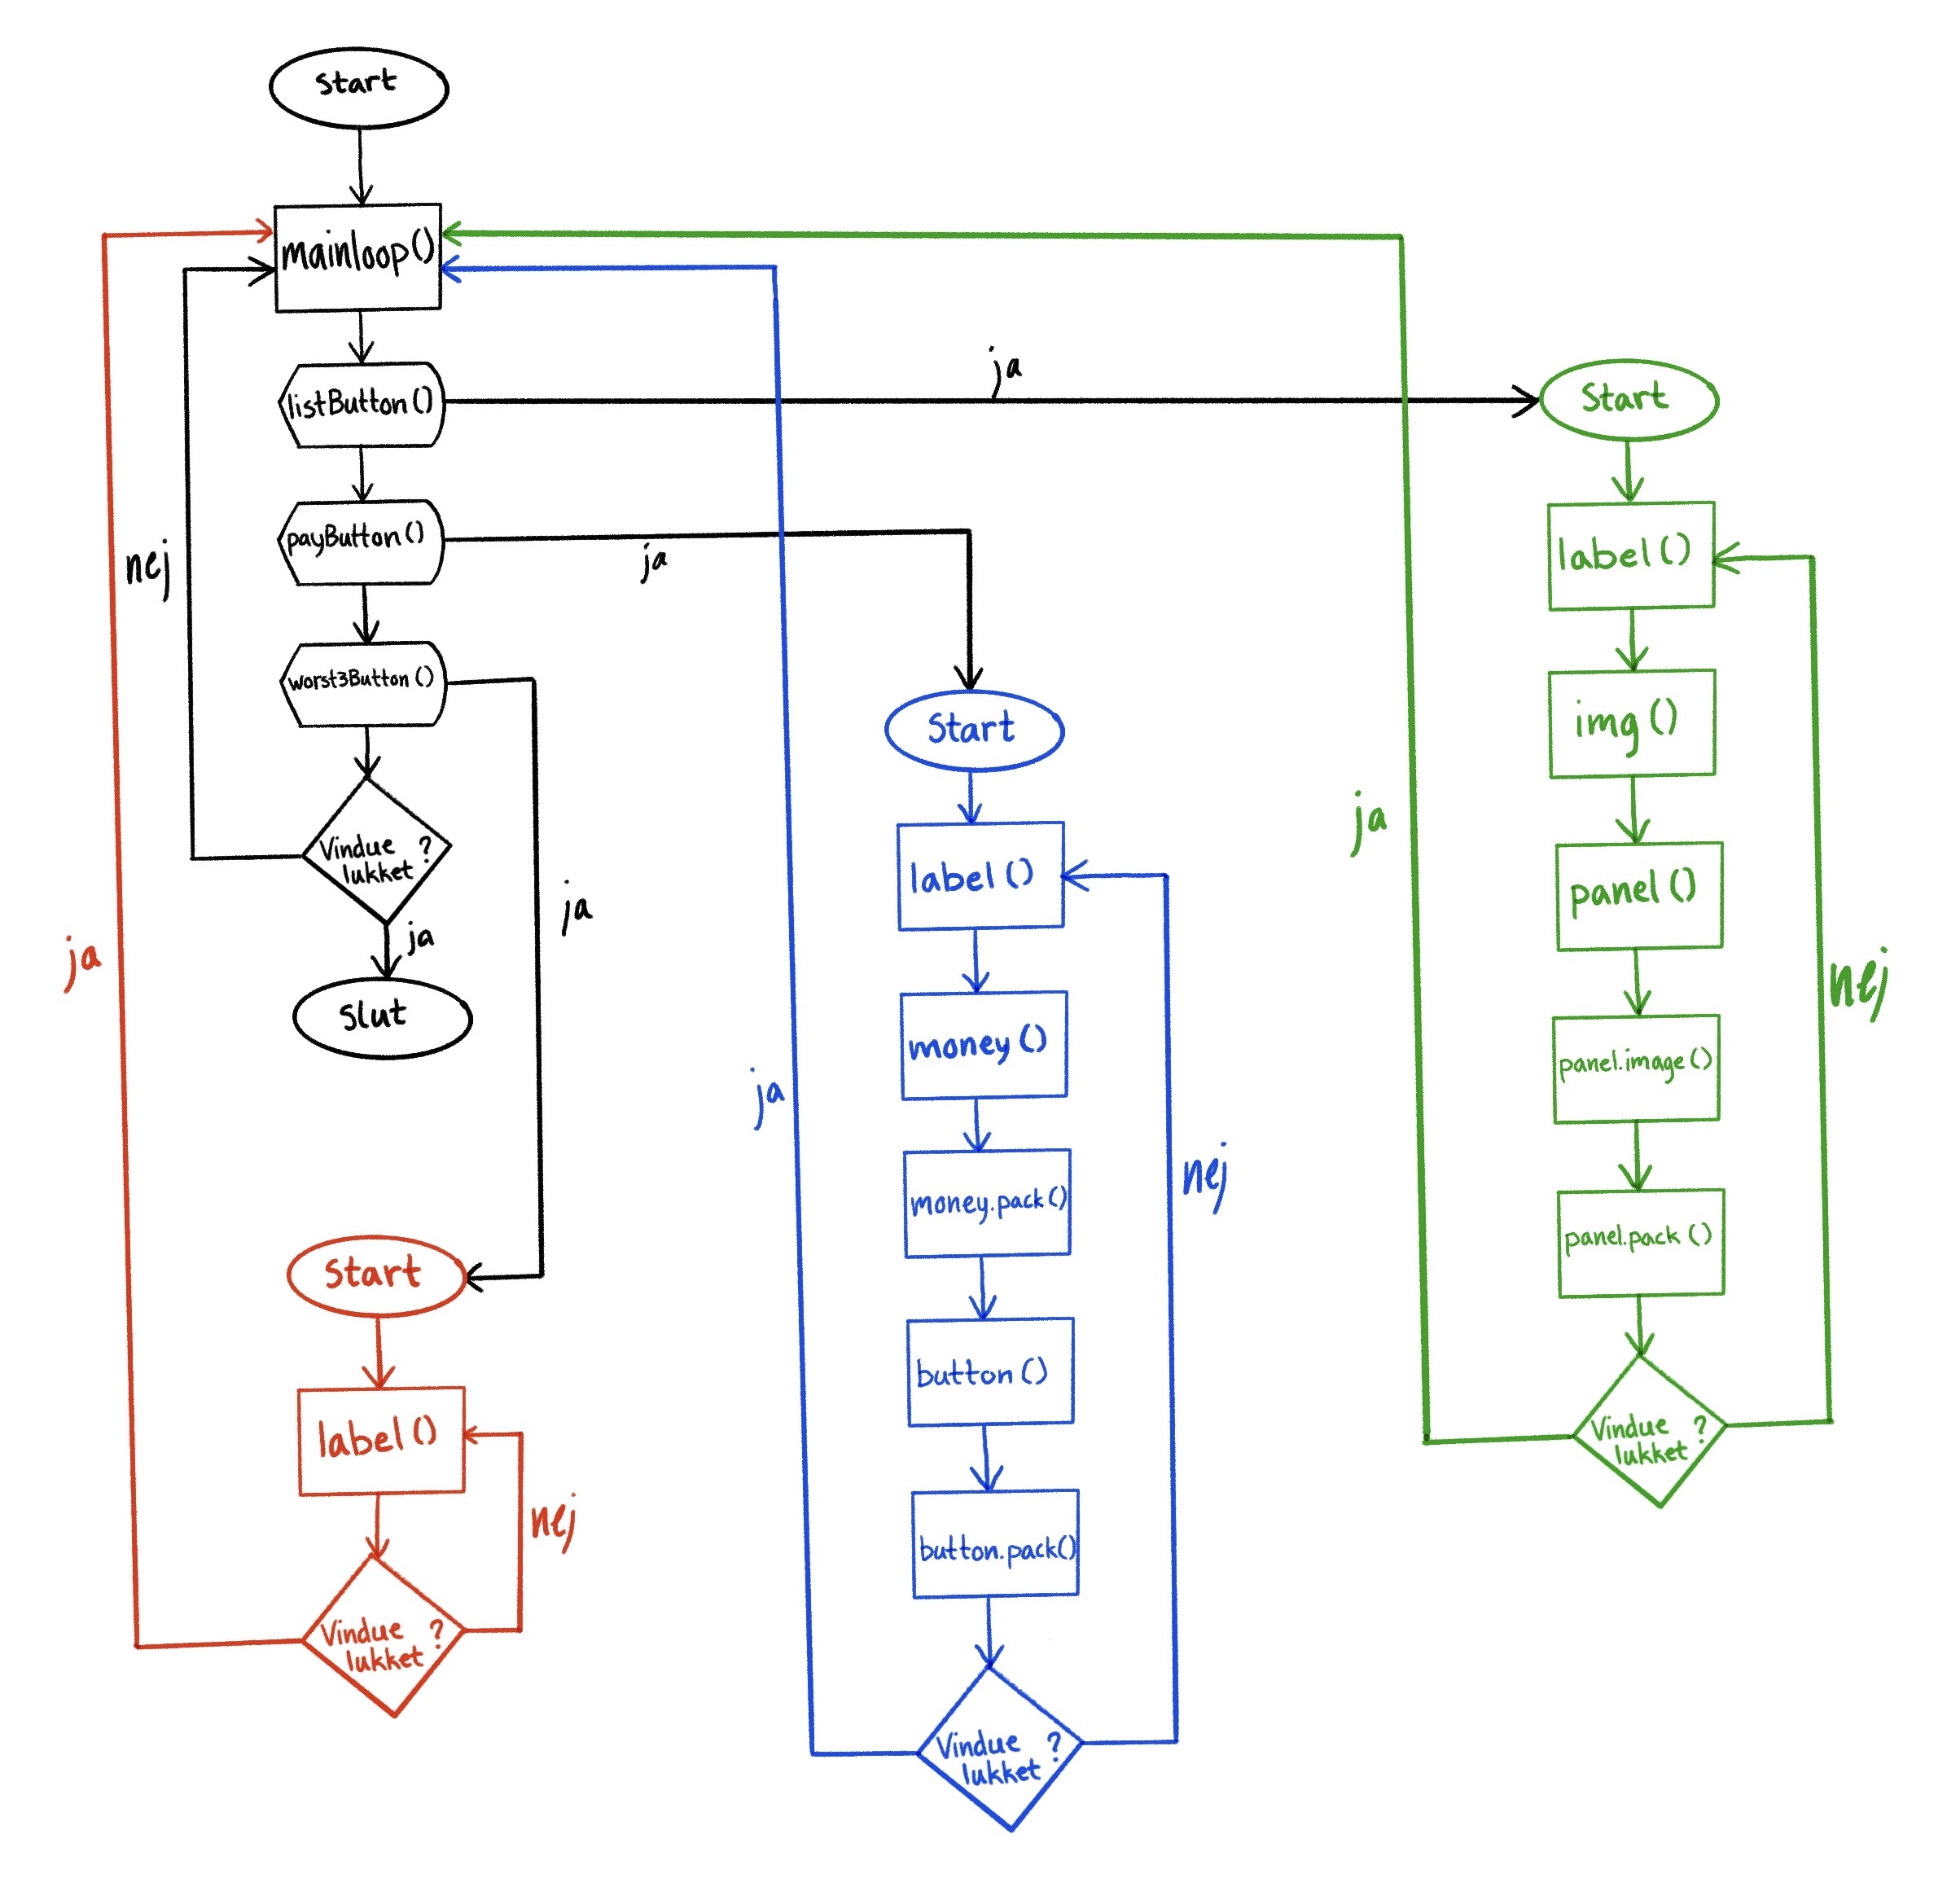 start
mainloop()
listButton()
ja
payButton()
ja
worst3Button()
nej
Vindue ?
lukket
ja
ja
slut
Start
label()
nej
Vindue ?
lukket
ja
Start
label()
money()
money.pack()
button()
button.pack()
nej
Vindue ?
lukket
ja
Start
label()
img()
panel()
panel.image()
panel.pack()
nej
Vindue ?
lukket
ja